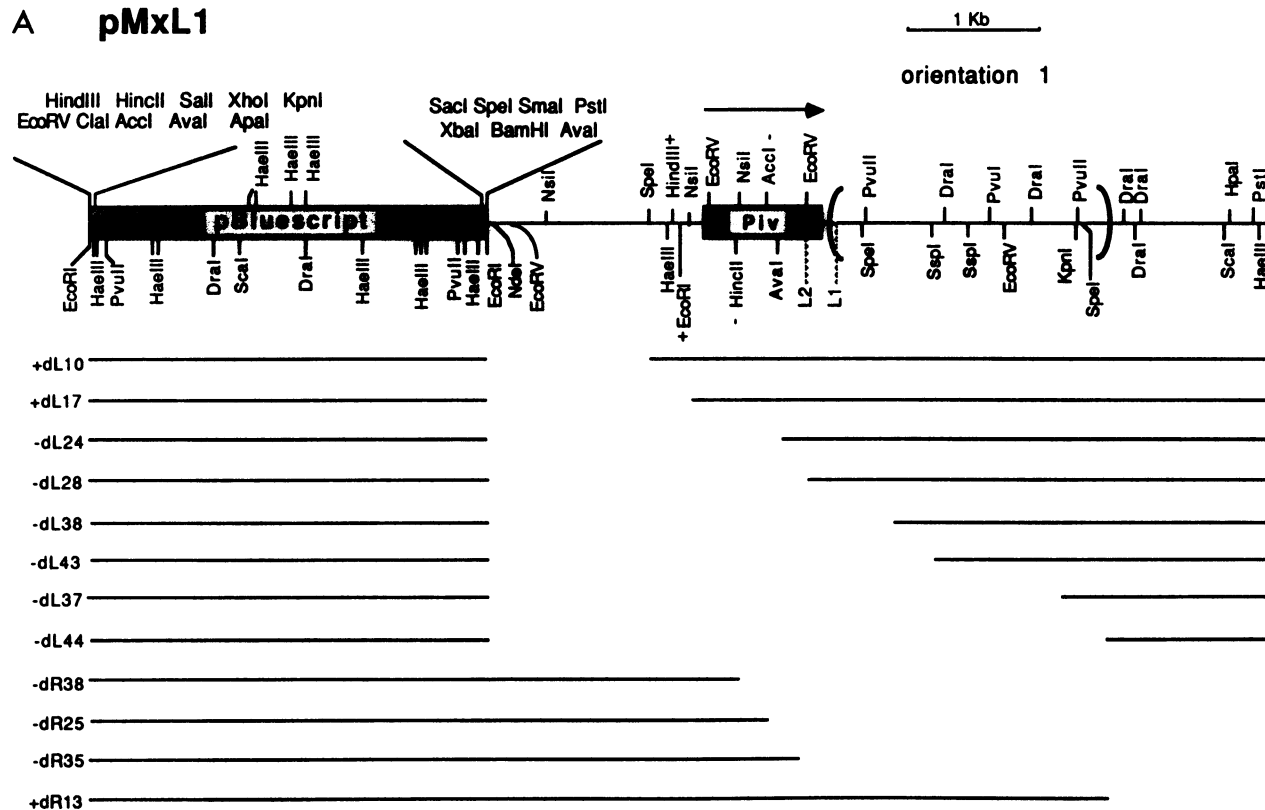 A pMxL1
1 Kb
orientation 1
HindIII HincII SalI XhoI KpnI
EcoRV ClaI AccI AvaI ApaI
SacI SpeI SmaI PstI
XbaI BamHI AvaI
HaeIII
HaeIII
HaeIII
NsiI
SpeI
HindIII+
NsiI
EcoRV
NsiI
AccI -
EcoRV
PvuII
DraI
PvuI
DraI
PvuII
DraI
DraI
HpaI
PstI
pBluescript
Piv
EcoRI
HaeIII
PvuII
HaeIII
DraI
ScaI
DraI
HaeIII
HaeIII
PvuII
HaeIII
EcoRI
NdeI
EcoRV
HaeIII
+ EcoRI
- HincII
AvaI
L2
L1
SpeI
SspI
SspI
EcoRV
KpnI
SpeI
DraI
ScaI
HaeIII
+dL10
+dL17
-dL24
-dL28
-dL38
-dL43
-dL37
-dL44
-dR38
-dR25
-dR35
+dR13